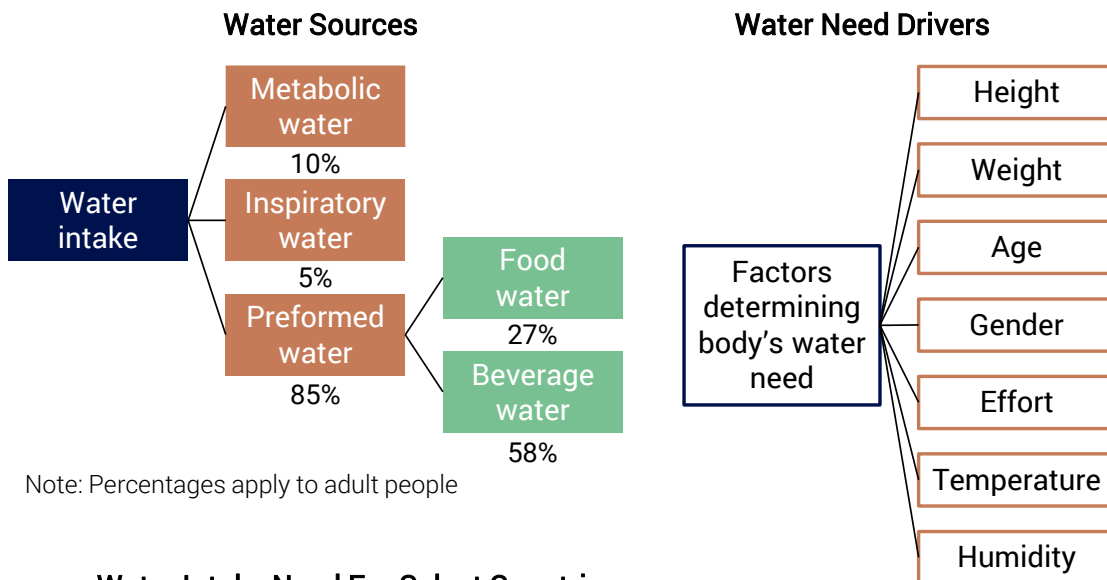 Water Sources
Metabolic
water
10%
Water
intake
Inspiratory
water
5%
Preformed
water
85%
Food
water
27%
Beverage
water
58%
Note: Percentages apply to adult people
Water Need Drivers
Factors
determining
body's water
need
Height
Weight
Age
Gender
Effort
Temperature
Humidity